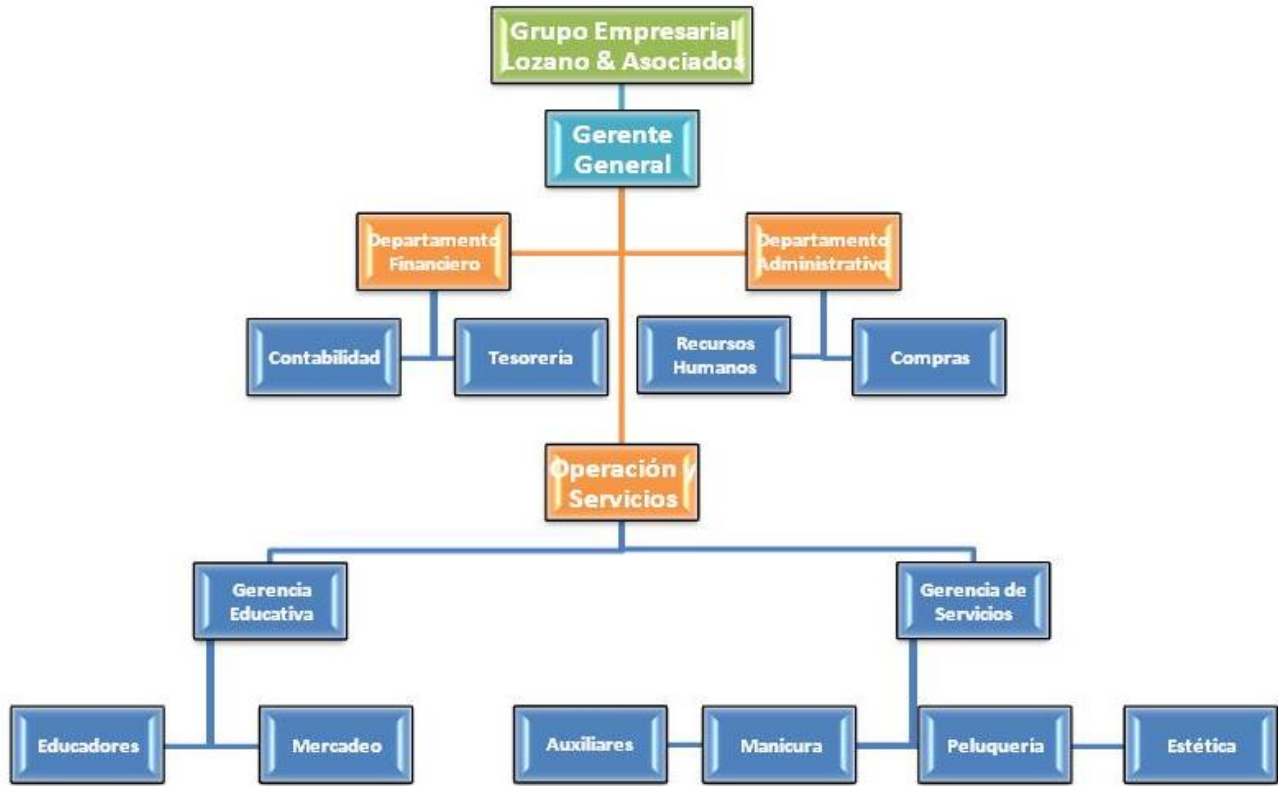 Grupo Empresarial
Lozano & Asociados
Gerente
General
Departamento
Financiero
Departamento
Administrativo
Contabilidad
Tesorería
Recursos
Humanos
Compras
Operación y
Servicios
Gerencia
Educativa
Gerencia de
Servicios
Educadores
Mercadeo
Auxiliares
Manicura
Peluquería
Estética